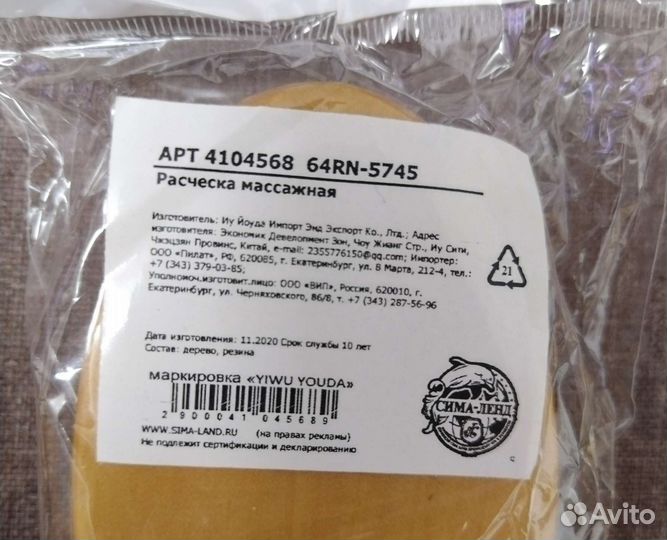 АРТ 4104568 64RN-5745
Расческа массажная
Изготовитель: Иу Йоуда Импорт Энд Экспорт Ко., Лтд.; Адрес
изготовителя: Экономик Девелопмент Зон, Чоу Жианг Стр., Иу Сити,
Чжэцзян Провинс, Китай, e-mail: 2355776150@qq.com; Импортер:
ООО «Пилат», РФ, 620085, г. Екатеринбург, ул. 8 Марта, 212-4, тел.:
+7 (343) 379-03-85;
Уполномоч.изготовит.лицо: ООО «ВИП», Россия, 620010, г.
Екатеринбург, ул. Черняховского, 86/8, т. +7 (343) 287-56-96
21
Дата изготовления: 11.2020 Срок службы 10 лет
Состав: дерево, резина
маркировка «YIWU YOUDA»
2 900041 045689
WWW.SIMA-LAND.RU (на правах рекламы)
Не подлежит сертификации и декларированию
СИМА-ЛЕНД
Avito